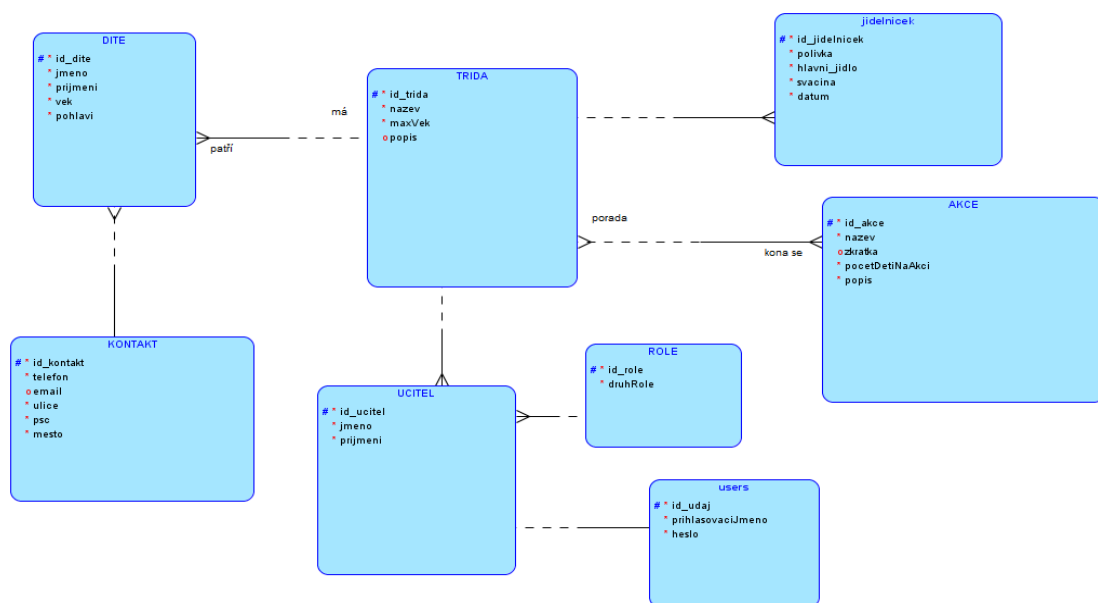 DITE
# * id_dite
* jmeno
* prijmeni
* vek
* pohlavi
má
patří
TRIDA
# * id_trida
* nazev
* maxVek
o popis
jidelnicek
# * id_jidelnicek
* polivka
* hlavni_jidlo
* svacina
* datum
porada
kona se
AKCE
# * id_akce
* nazev
o zkratka
* pocetDetiNaAkci
* popis
KONTAKT
# * id_kontakt
* telefon
o email
* ulice
* psc
* mesto
UCITEL
# * id_ucitel
* jmeno
* prijmeni
ROLE
# * id_role
* druhRole
users
# * id_udaj
* prihlasovaciJmeno
* heslo